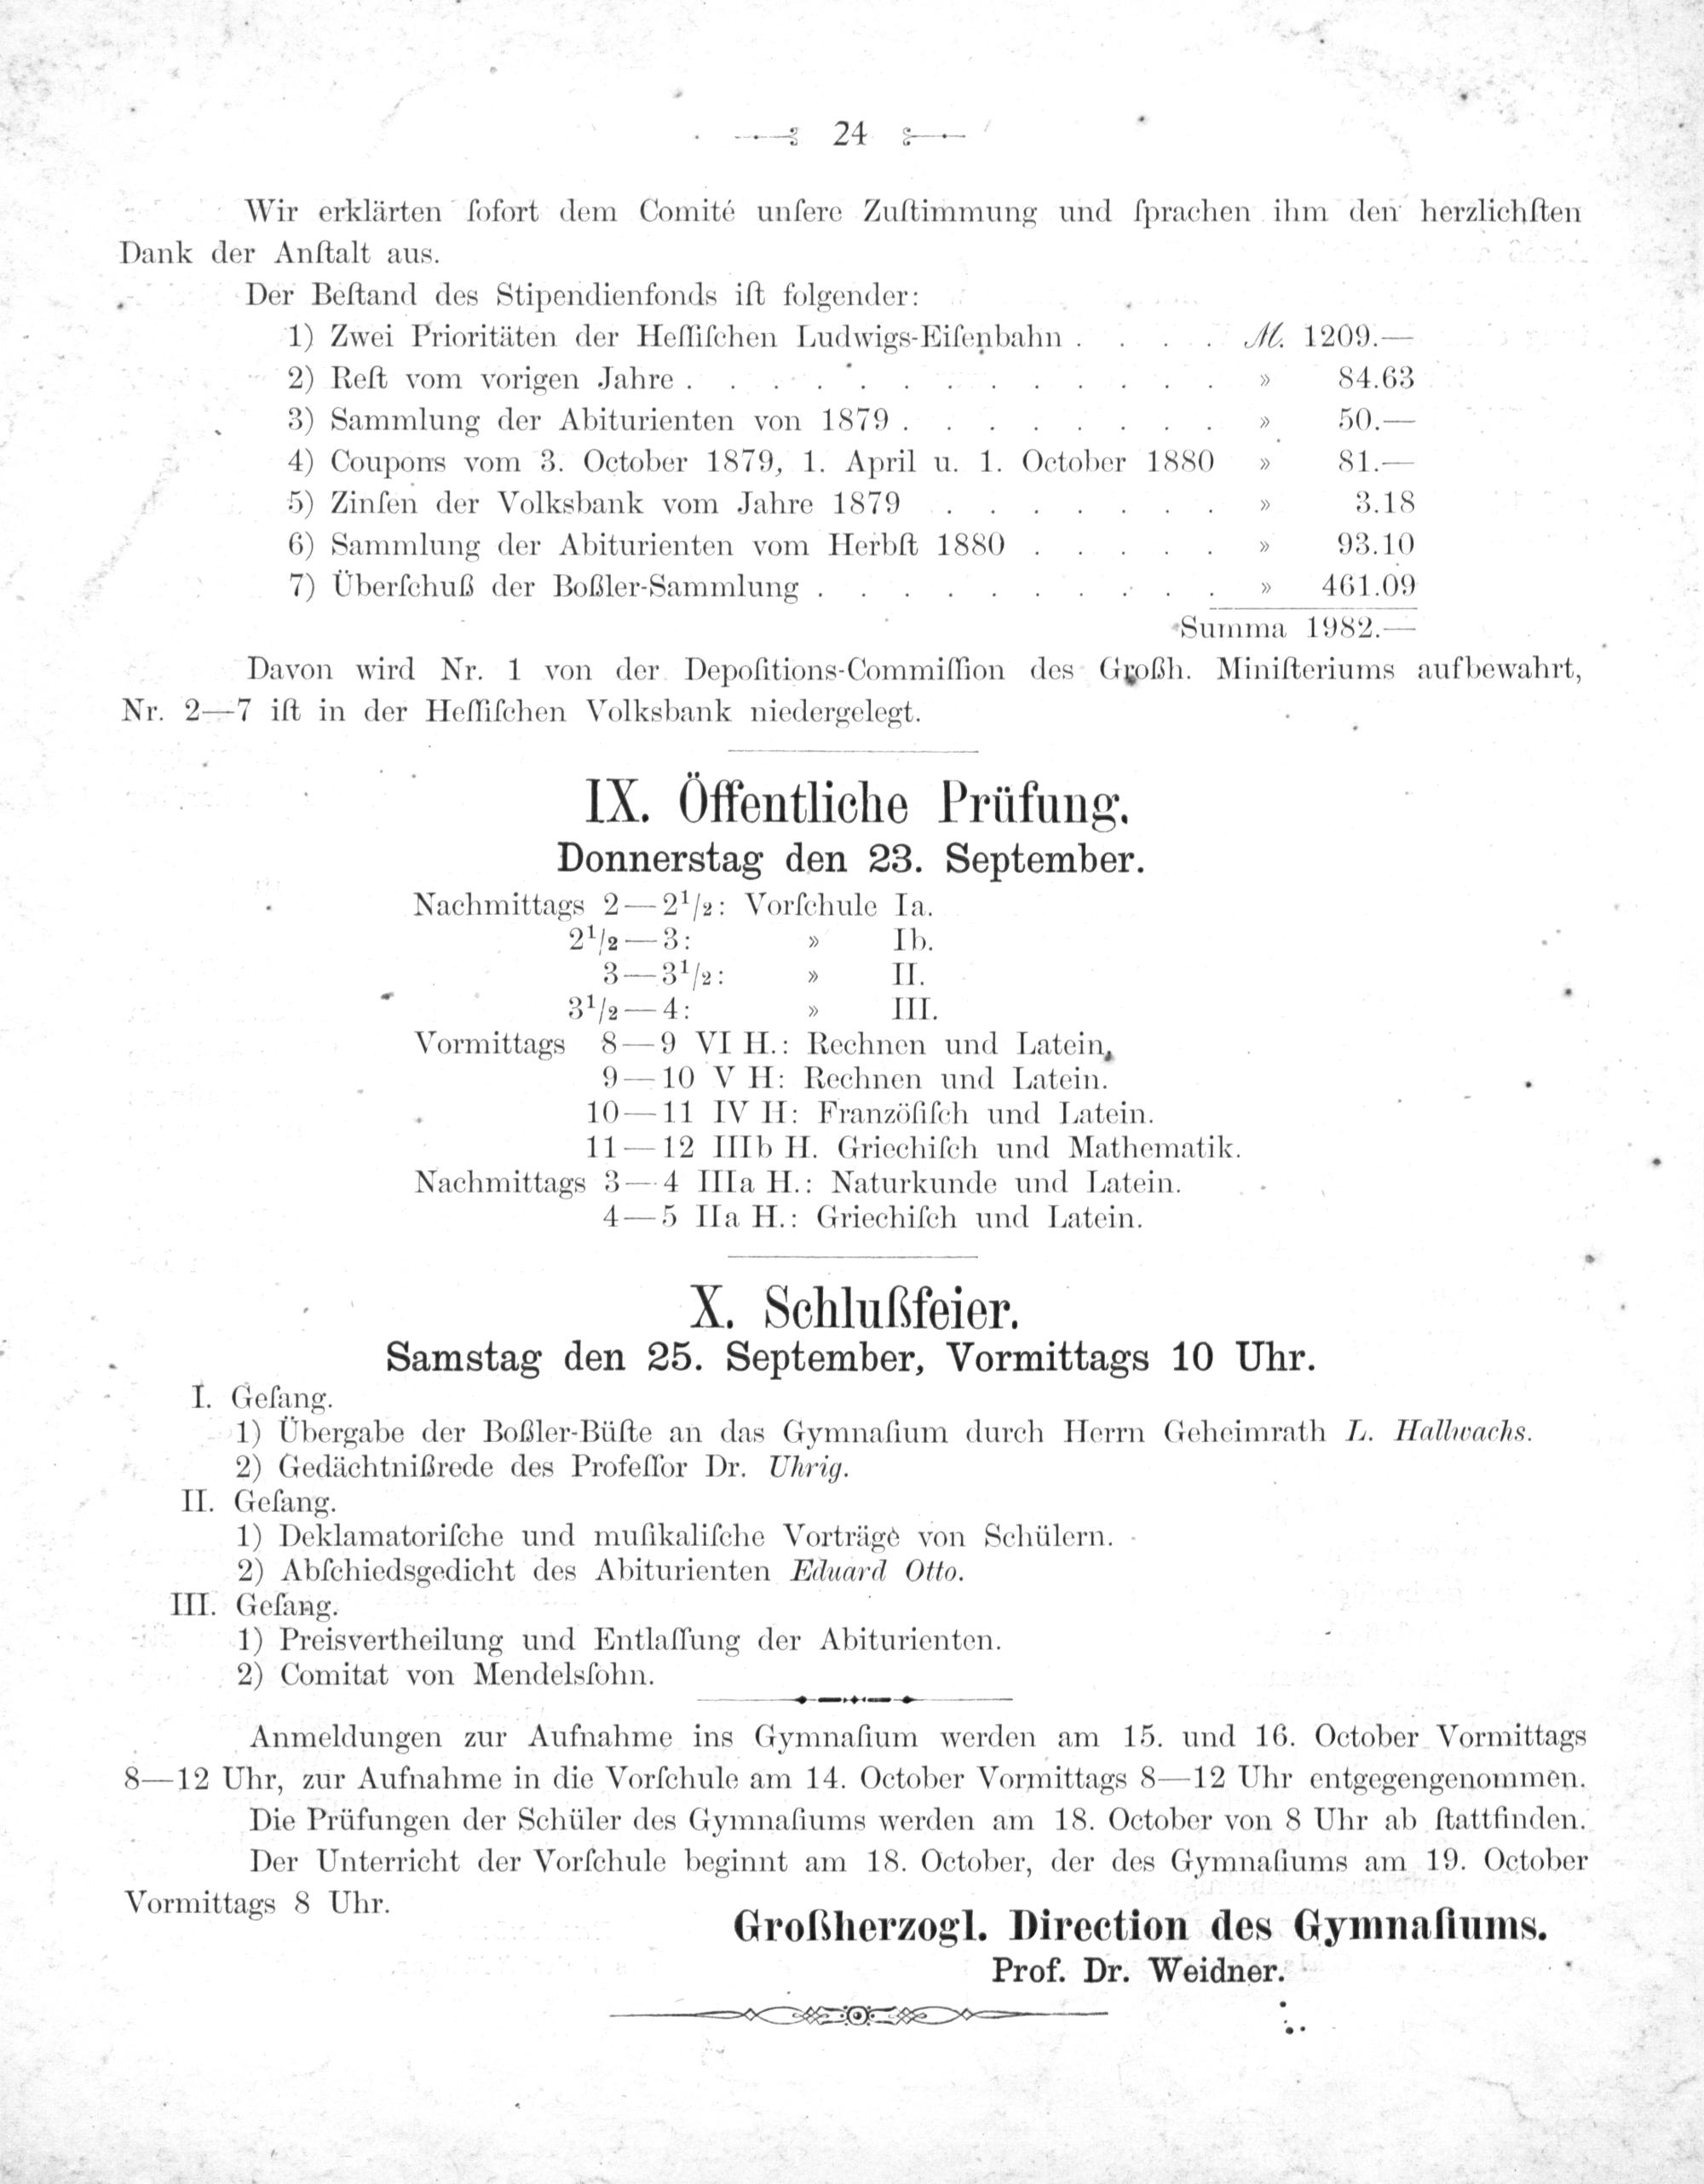 24
Wir erklärten ſofort dem Comité unſere Zuſtimmung und ſprachen ihm den herzlichſten
Dank der Anſtalt aus.
Der Beſtand des Stipendienfonds iſt folgender:
1) Zwei Prioritäten der Heſſiſchen Ludwigs-Eiſenbahn . . . . M. 1209.—
2) Reſt vom vorigen Jahre . . . . . . . . . . . . . » 84.63
3) Sammlung der Abiturienten von 1879 . . . . . . . . » 50.—
4) Coupons vom 3. October 1879, 1. April u. 1. October 1880 » 81.—
5) Zinſen der Volksbank vom Jahre 1879 . . . . . . . » 3.18
6) Sammlung der Abiturienten vom Herbſt 1880 . . . . . » 93.10
7) Überſchuß der Boßler-Sammlung . . . . . . . . . . » 461.09
Summa 1982.—
Davon wird Nr. 1 von der Depoſitions-Commiſſion des Großh. Miniſteriums aufbewahrt,
Nr. 2—7 iſt in der Heſſiſchen Volksbank niedergelegt.
IX. Öffentliche Prüfung.
Donnerstag den 23. September.
Nachmittags 2—2¹/₂: Vorſchule Ia.
2¹/₂—3: » Ib.
3—3¹/₂: » II.
3¹/₂—4: » III.
Vormittags 8—9 VI H.: Rechnen und Latein,
9—10 V H: Rechnen und Latein.
10—11 IV H: Franzöſiſch und Latein.
11—12 IIIb H. Griechiſch und Mathematik.
Nachmittags 3—4 IIIa H.: Naturkunde und Latein.
4—5 IIa H.: Griechiſch und Latein.
X. Schlußfeier.
Samstag den 25. September, Vormittags 10 Uhr.
I. Geſang.
1) Übergabe der Boßler-Büſte an das Gymnaſium durch Herrn Geheimrath L. Hallwachs.
2) Gedächtnißrede des Profeſſor Dr. Uhrig.
II. Geſang.
1) Deklamatoriſche und muſikaliſche Vorträge von Schülern.
2) Abſchiedsgedicht des Abiturienten Eduard Otto.
III. Geſang.
1) Preisvertheilung und Entlaſſung der Abiturienten.
2) Comitat von Mendelsſohn.
Anmeldungen zur Aufnahme ins Gymnaſium werden am 15. und 16. October Vormittags
8—12 Uhr, zur Aufnahme in die Vorſchule am 14. October Vormittags 8—12 Uhr entgegengenommen.
Die Prüfungen der Schüler des Gymnaſiums werden am 18. October von 8 Uhr ab ſtattfinden.
Der Unterricht der Vorſchule beginnt am 18. October, der des Gymnaſiums am 19. October
Vormittags 8 Uhr.
Großherzogl. Direction des Gymnaſiums.
Prof. Dr. Weidner.